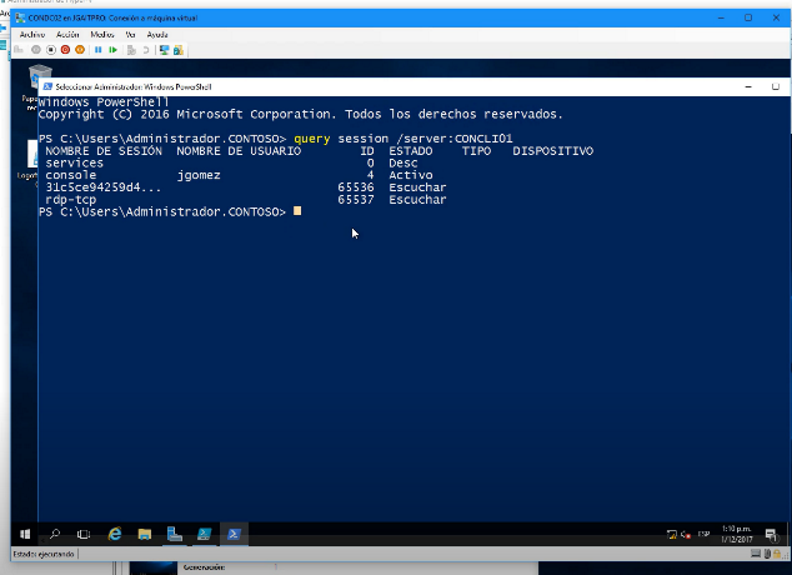 CONDC02 en JGAITPRO: Conexión a máquina virtual
Archivo Acción Medios Ver Ayuda
Seleccionar Administrador: Windows PowerShell
Windows PowerShell
Copyright (C) 2016 Microsoft Corporation. Todos los derechos reservados.
PS C:\Users\Administrador.CONTOSO> query session /server:CONCLI01
NOMBRE DE SESIÓN NOMBRE DE USUARIO ID ESTADO TIPO DISPOSITIVO
services 0 Desc
console jgomez 4 Activo
31c5ce94259d4... 65536 Escuchar
rdp-tcp 65537 Escuchar
PS C:\Users\Administrador.CONTOSO>
ESP
1:10 p.m.
1/12/2017
Estado: ejecutando
Generación: